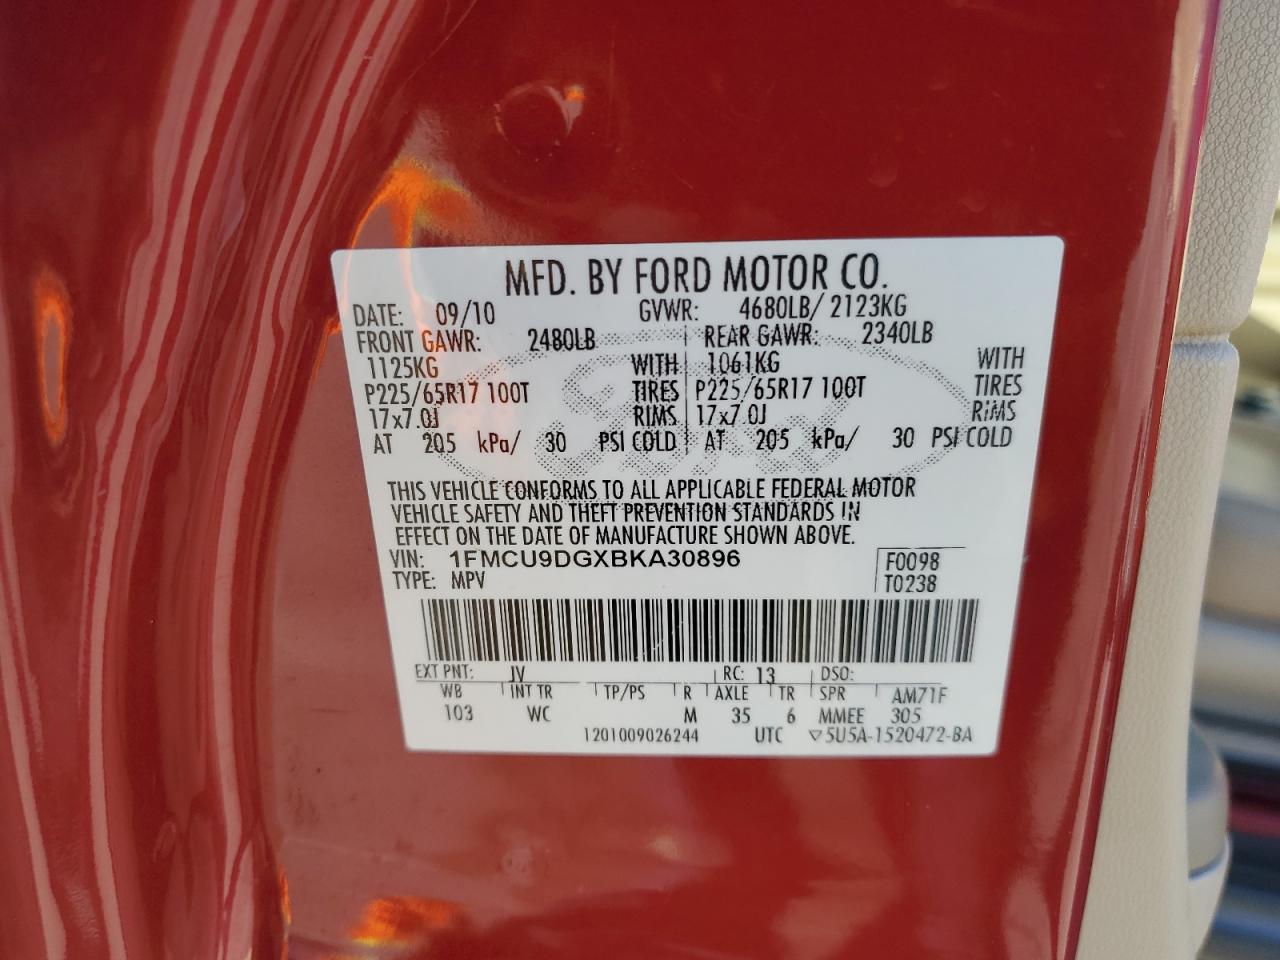 MFD. BY FORD MOTOR CO.
DATE: 09/10 GVWR: 4680LB/ 2123KG
FRONT GAWR: 2480LB REAR GAWR: 2340LB
1125KG WITH 1061KG WITH
P225/65R17 100T TIRES P225/65R17 100T TIRES
17x7.0J RIMS 17x7.0J RIMS
AT 205 kPa/ 30 PSI COLD AT 205 kPa/ 30 PSI COLD
THIS VEHICLE CONFORMS TO ALL APPLICABLE FEDERAL MOTOR
VEHICLE SAFETY AND THEFT PREVENTION STANDARDS IN
EFFECT ON THE DATE OF MANUFACTURE SHOWN ABOVE.
VIN: 1FMCU9DGXBKA30896 F0098
TYPE: MPV T0238
EXT PNT: JV RC: 13 DSO:
WB INT TR TP/PS R AXLE TR SPR AM71F
103 WC M 35 6 MMEE 305
1201009026244 UTC ▽5U5A-1520472-BA